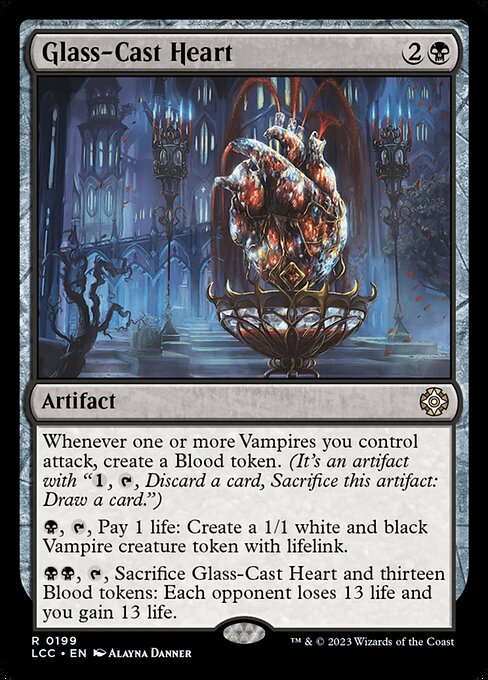 Glass-Cast Heart 2
Artifact
Whenever one or more Vampires you control
attack, create a Blood token. (It's an artifact
with “1, , Discard a card, Sacrifice this artifact:
Draw a card.”)
, , Pay 1 life: Create a 1/1 white and black
Vampire creature token with lifelink.
, , Sacrifice Glass-Cast Heart and thirteen
Blood tokens: Each opponent loses 13 life and
you gain 13 life.
R 0199
LCC • EN ALAYNA DANNER
™ & © 2023 Wizards of the Coast